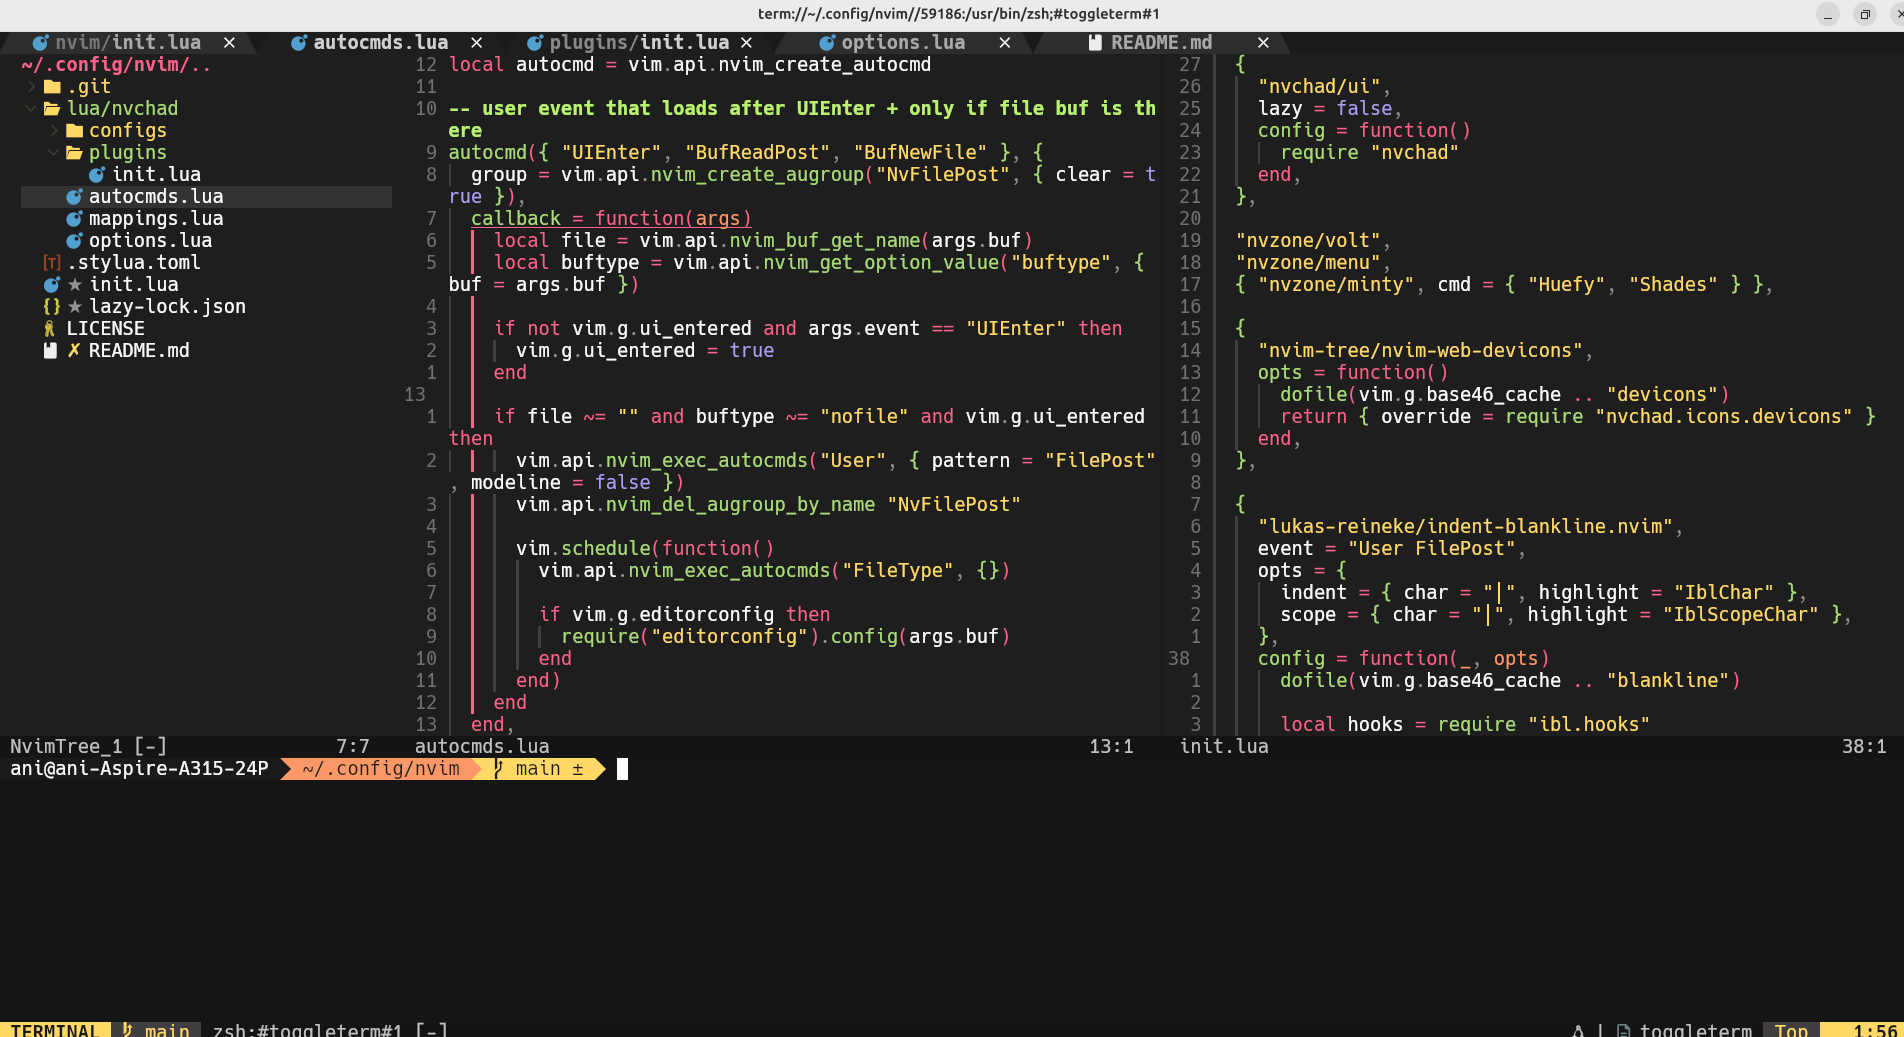 term://~/.config/nvim//59186:/usr/bin/zsh;#toggleterm#1
nvim/init.lua ✕ autocmds.lua ✕ plugins/init.lua ✕ options.lua ✕ README.md ✕
~/.config/nvim/..
.git
lua/nvchad
configs
plugins
init.lua
autocmds.lua
mappings.lua
options.lua
[T] .stylua.toml
★ init.lua
{} ★ lazy-lock.json
LICENSE
✗ README.md
NvimTree_1 [-] 7:7
12 local autocmd = vim.api.nvim_create_autocmd
11
10 -- user event that loads after UIEnter + only if file buf is th
ere
9 autocmd({ "UIEnter", "BufReadPost", "BufNewFile" }, {
8 group = vim.api.nvim_create_augroup("NvFilePost", { clear = t
rue }),
7 callback = function(args)
6 local file = vim.api.nvim_buf_get_name(args.buf)
5 local buftype = vim.api.nvim_get_option_value("buftype", {
buf = args.buf })
4
3 if not vim.g.ui_entered and args.event == "UIEnter" then
2 vim.g.ui_entered = true
1 end
13
1 if file ~= "" and buftype ~= "nofile" and vim.g.ui_entered
then
2 vim.api.nvim_exec_autocmds("User", { pattern = "FilePost"
, modeline = false })
3 vim.api.nvim_del_augroup_by_name "NvFilePost"
4
5 vim.schedule(function()
6 vim.api.nvim_exec_autocmds("FileType", {})
7
8 if vim.g.editorconfig then
9 require("editorconfig").config(args.buf)
10 end
11 end)
12 end
13 end,
autocmds.lua 13:1
27 {
26 "nvchad/ui",
25 lazy = false,
24 config = function()
23 require "nvchad"
22 end,
21 },
20
19 "nvzone/volt",
18 "nvzone/menu",
17 { "nvzone/minty", cmd = { "Huefy", "Shades" } },
16
15 {
14 "nvim-tree/nvim-web-devicons",
13 opts = function()
12 dofile(vim.g.base46_cache .. "devicons")
11 return { override = require "nvchad.icons.devicons" }
10 end,
9 },
8
7 {
6 "lukas-reineke/indent-blankline.nvim",
5 event = "User FilePost",
4 opts = {
3 indent = { char = "│", highlight = "IblChar" },
2 scope = { char = "│", highlight = "IblScopeChar" },
1 },
38 config = function(_, opts)
1 dofile(vim.g.base46_cache .. "blankline")
2
3 local hooks = require "ibl.hooks"
init.lua 38:1
ani@ani-Aspire-A315-24P ~/.config/nvim main ±
TERMINAL main zsh;#toggleterm#1 [-] | toggleterm Top 1:56